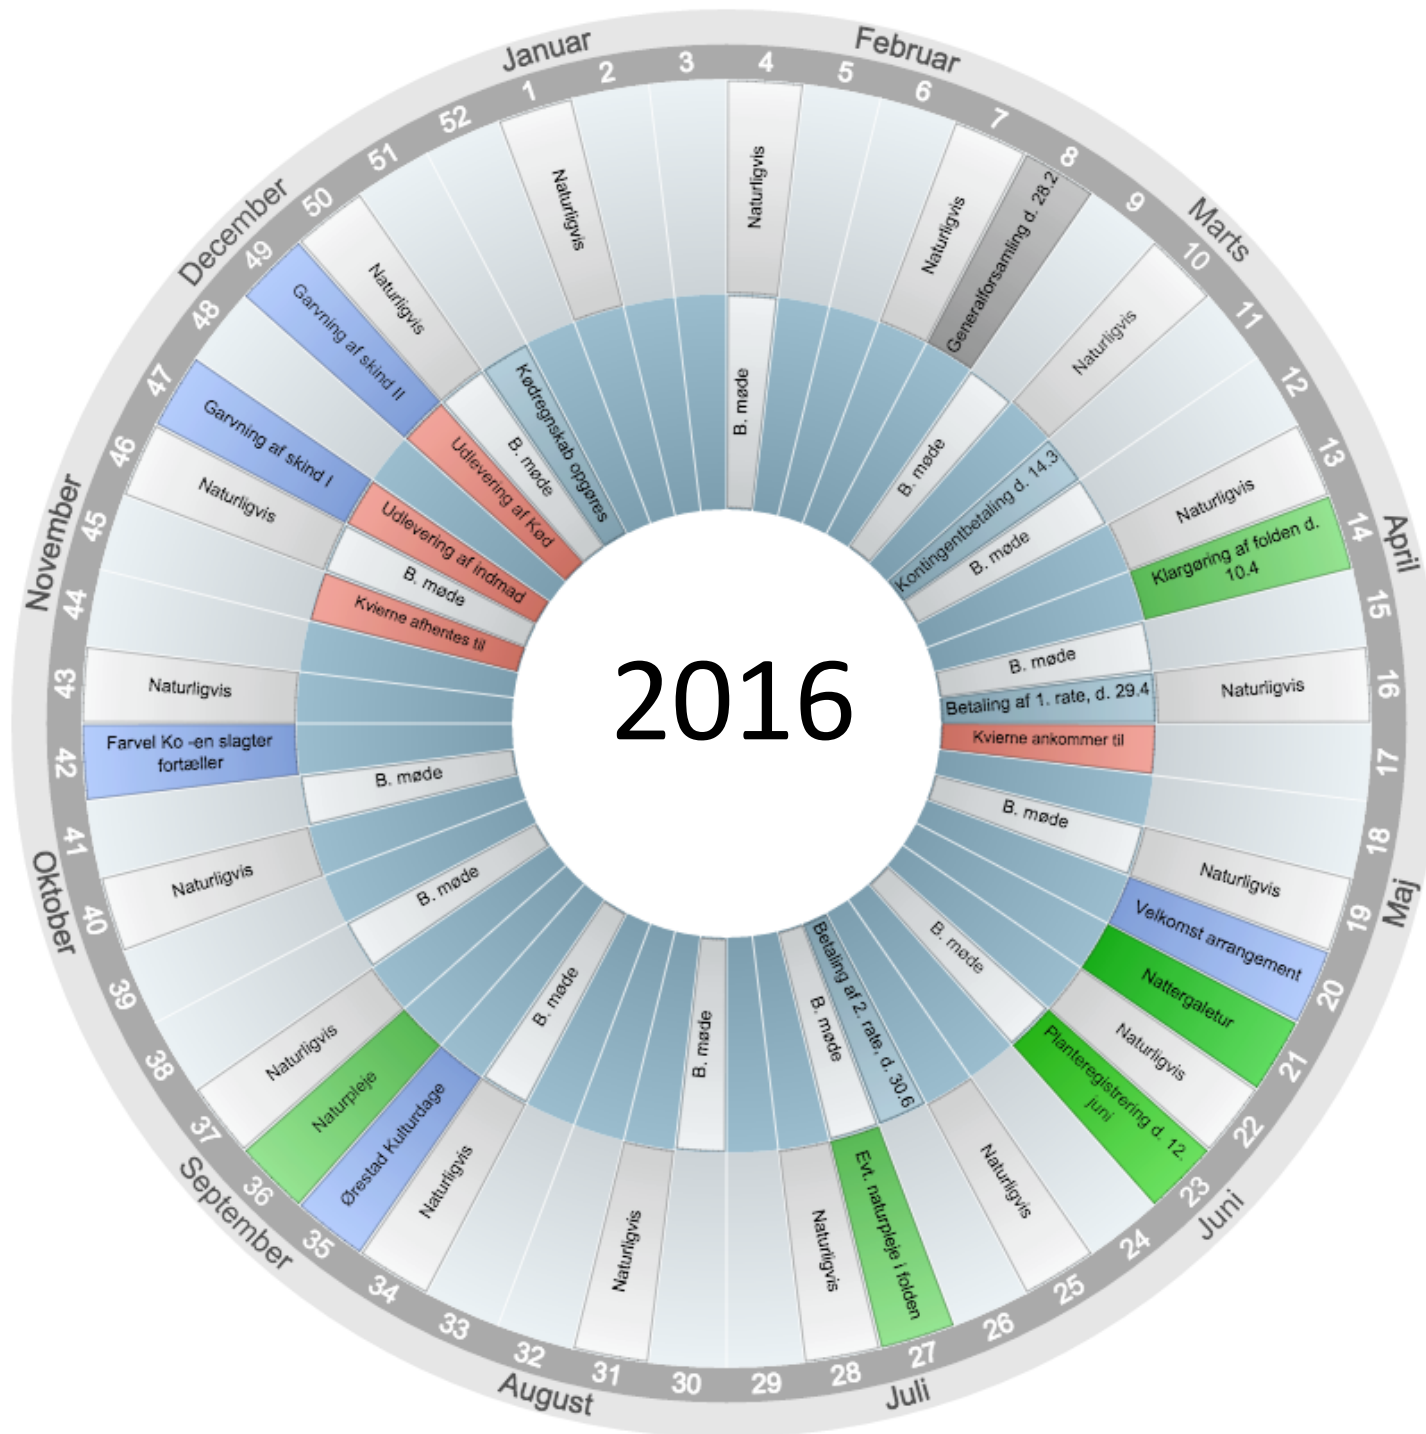 Januar
Februar
Marts
April
Maj
Juni
Juli
August
September
Oktober
November
December
1
2
3
4
5
6
7
8
9
10
11
12
13
14
15
16
17
18
19
20
21
22
23
24
25
26
27
28
29
30
31
32
33
34
35
36
37
38
39
40
41
42
43
44
45
46
47
48
49
50
51
52
Naturligvis
Naturligvis
Naturligvis
Generalforsamling d. 28.2
Naturligvis
Naturligvis
Klargøring af folden d.
10.4
Naturligvis
Naturligvis
Velkomst arrangement
Nattergaletur
Naturligvis
Planteregistrering d. 12.
juni
Naturligvis
Evt. naturpleje i folden
Naturligvis
Naturligvis
Naturligvis
Ørestad Kulturdage
Naturpleje
Naturligvis
Naturligvis
Farvel Ko -en slagter
fortæller
Naturligvis
Naturligvis
Garvning af skind I
Garvning af skind II
Naturligvis
B. møde
B. møde
Kontingentbetaling d. 14.3
B. møde
B. møde
Betaling af 1. rate, d. 29.4
Kvierne ankommer til
B. møde
B. møde
Betaling af 2. rate, d. 30.6
B. møde
B. møde
B. møde
B. møde
B. møde
Kvierne afhentes til
B. møde
Udlevering af indmad
Udlevering af Kød
B. møde
Kødregnskab opgøres
2016